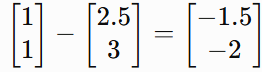 [1] − [2.5] = [−1.5]
[1] [3] [−2]